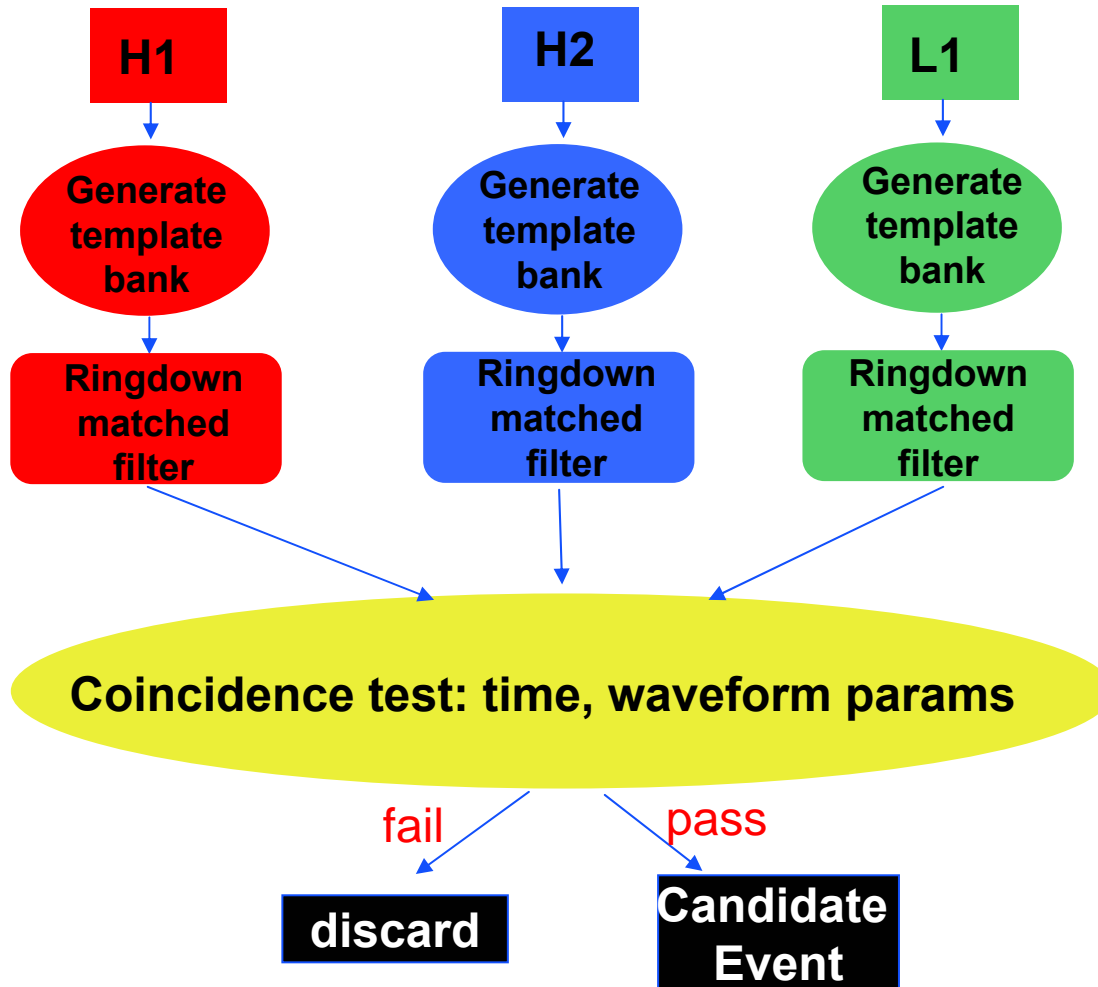 H1
H2
L1
Generate
template
bank
Generate
template
bank
Generate
template
bank
Ringdown
matched
filter
Ringdown
matched
filter
Ringdown
matched
filter
Coincidence test: time, waveform params
fail
pass
discard
Candidate
Event